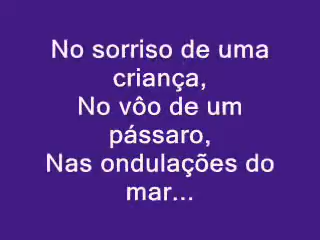 No sorriso de uma
criança,
No vôo de um
pássaro,
Nas ondulações do
mar...